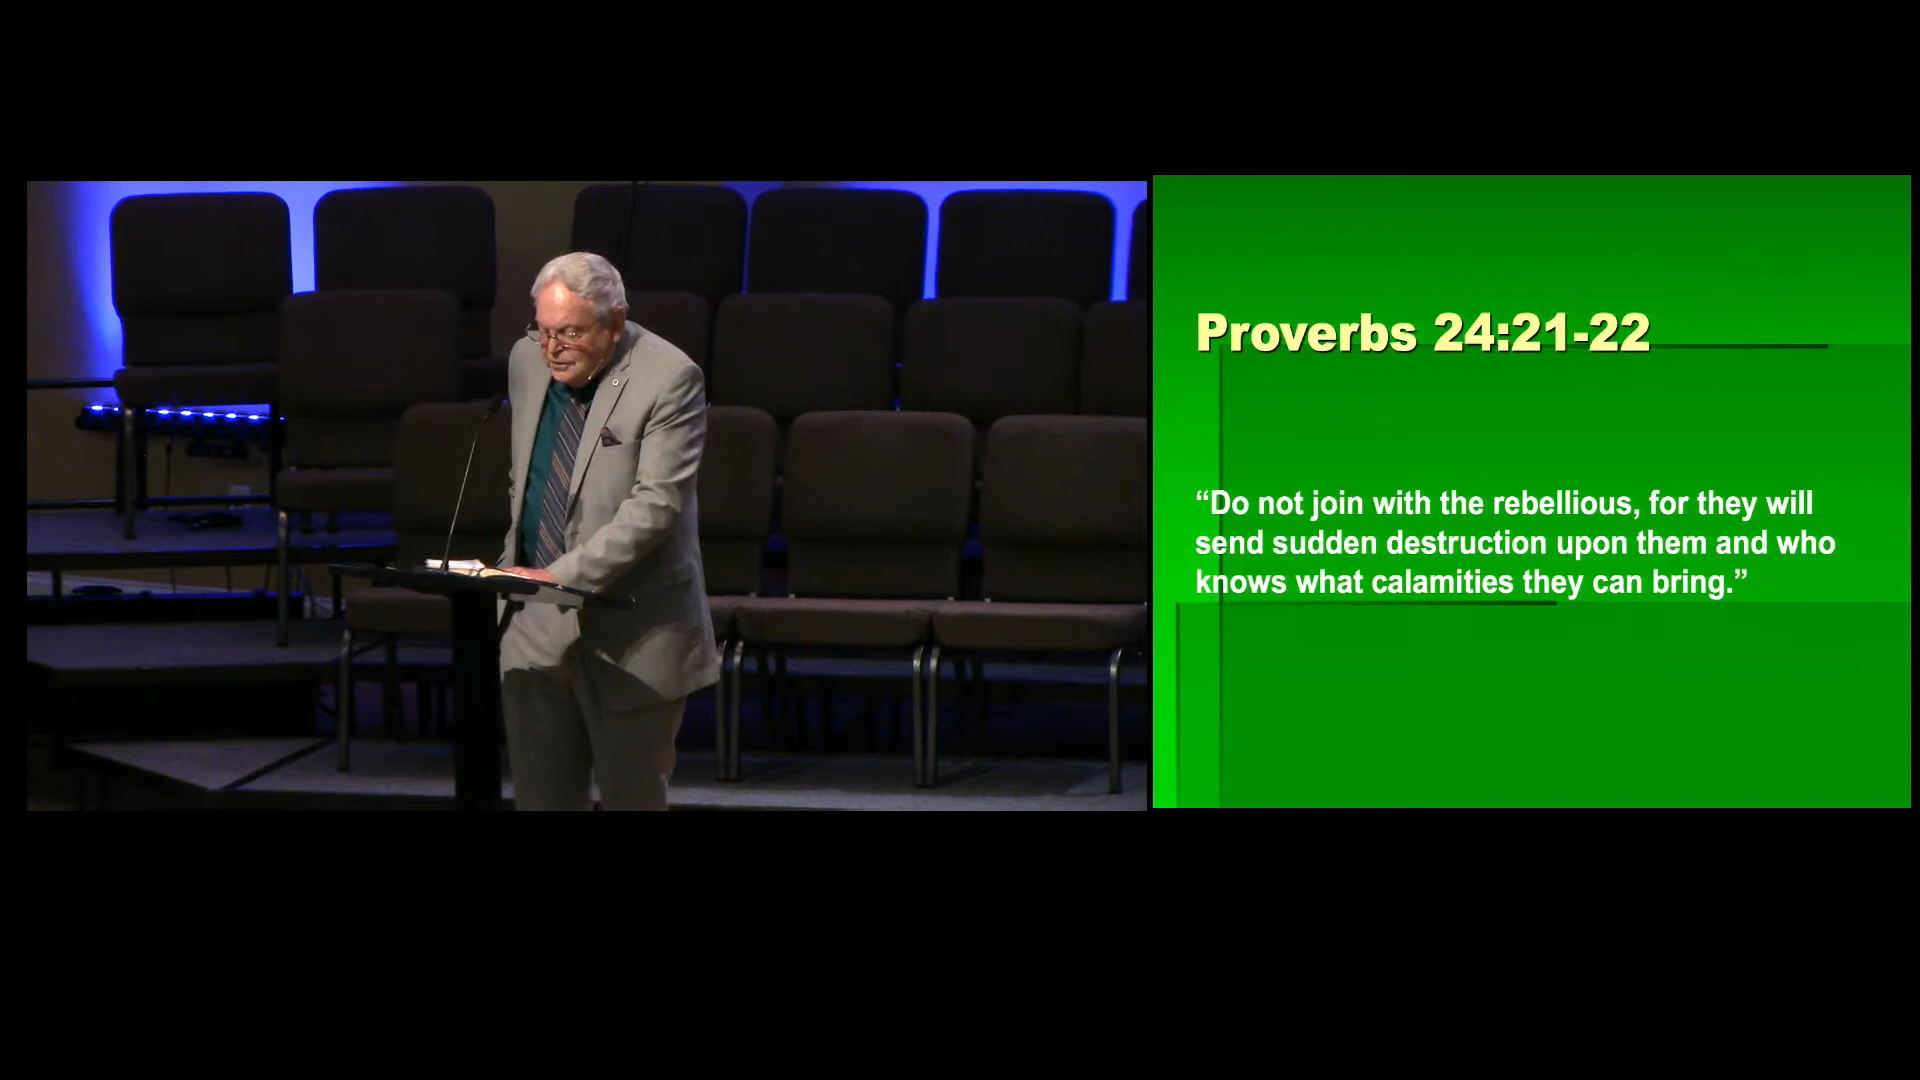 Proverbs 24:21-22
“Do not join with the rebellious, for they will
send sudden destruction upon them and who
knows what calamities they can bring.”